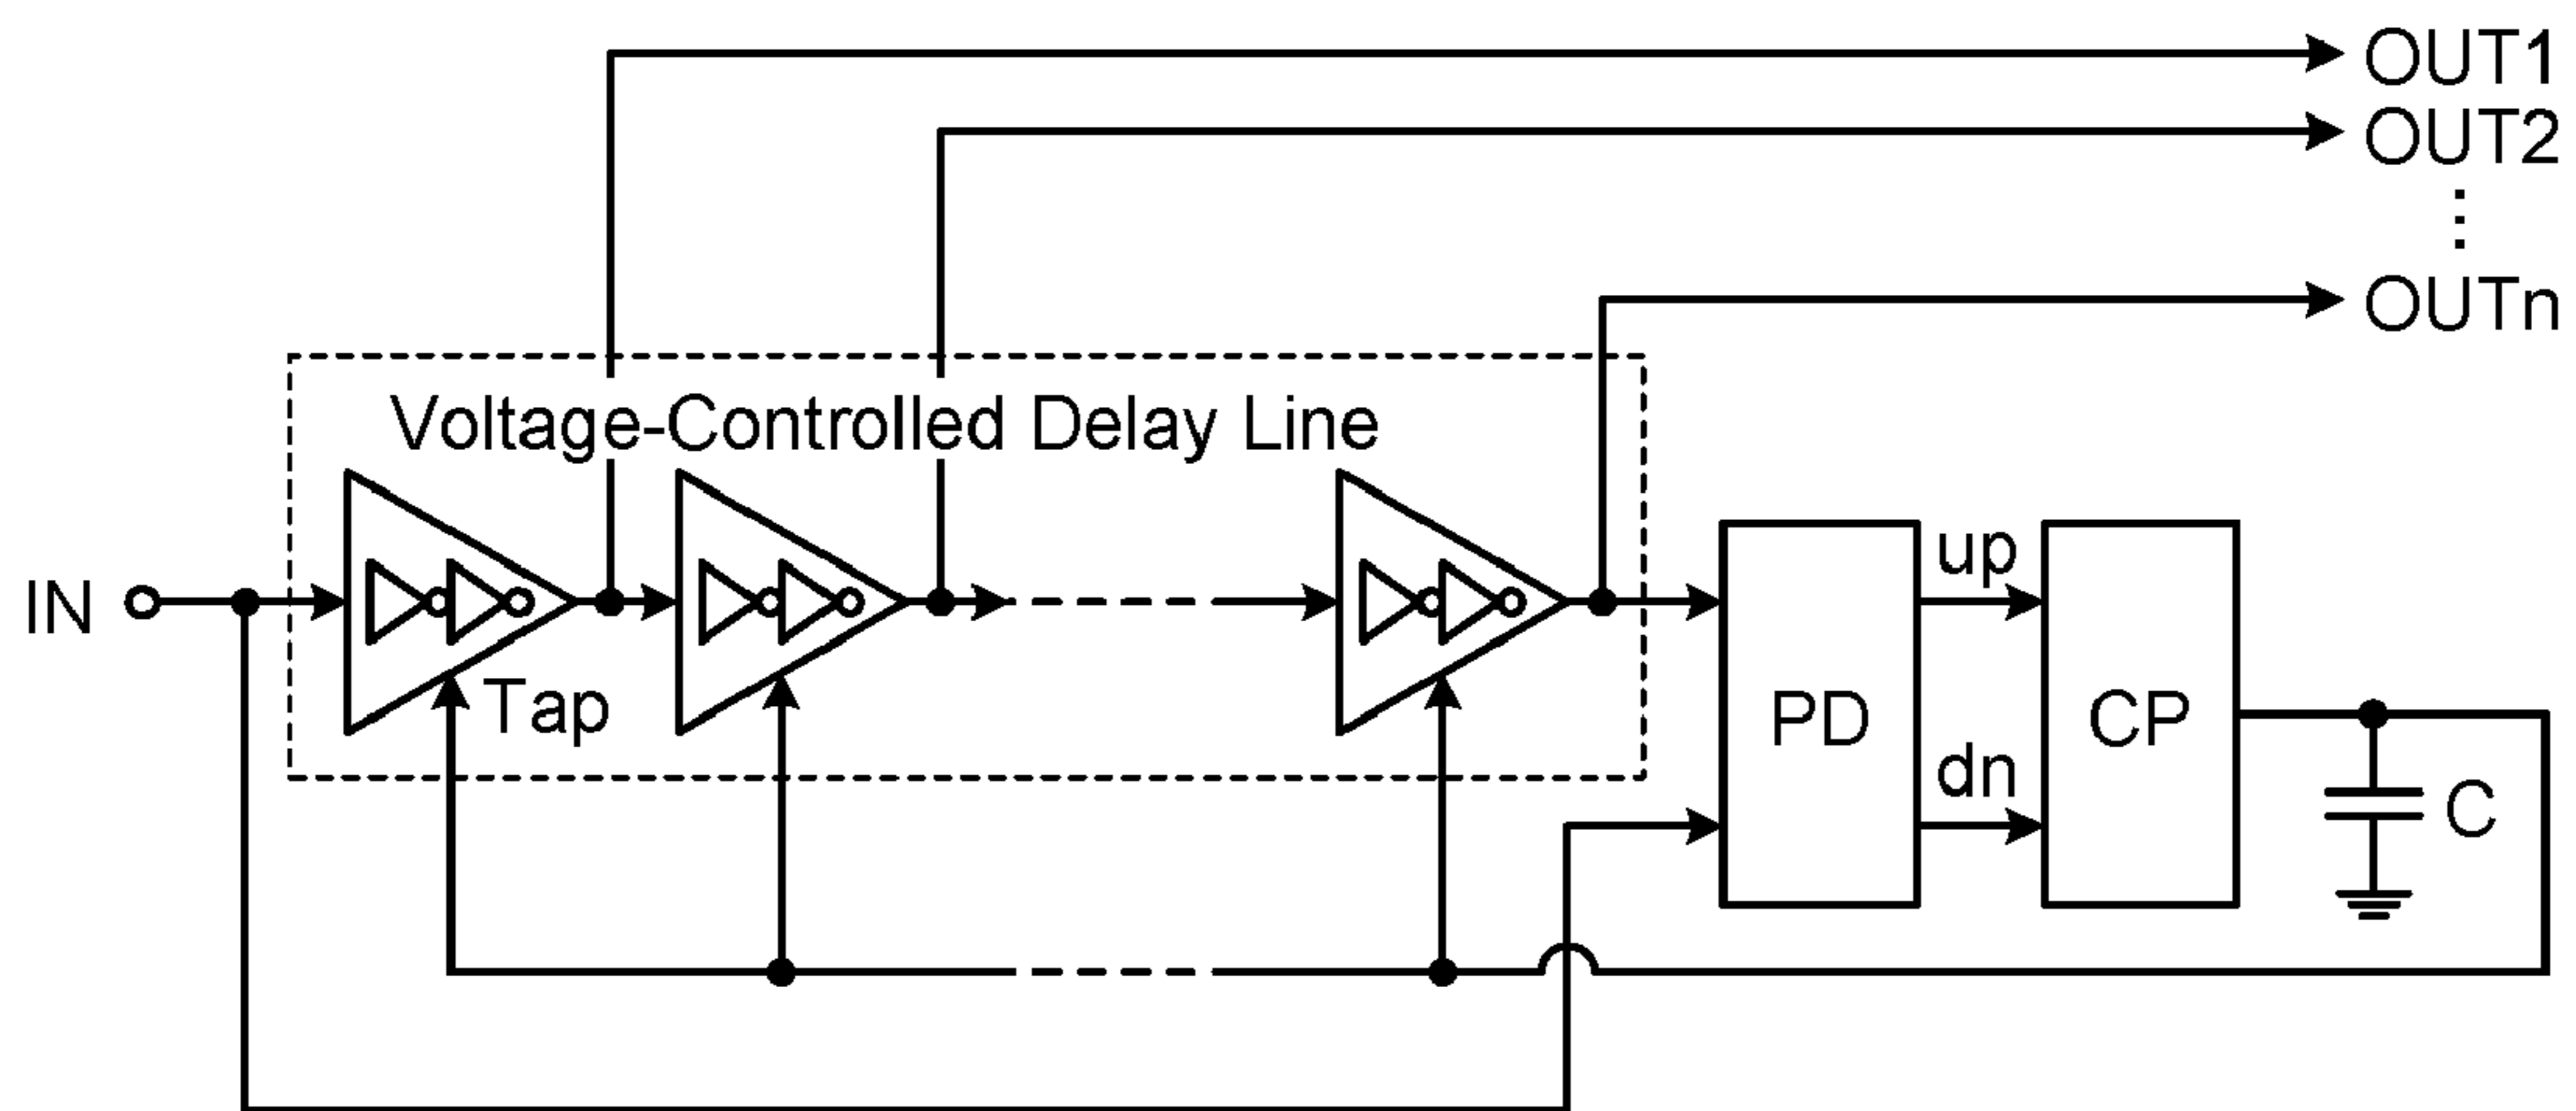 OUT1
OUT2
⋮
OUTn
Voltage-Controlled Delay Line
IN
Tap
up
dn
PD
CP
C